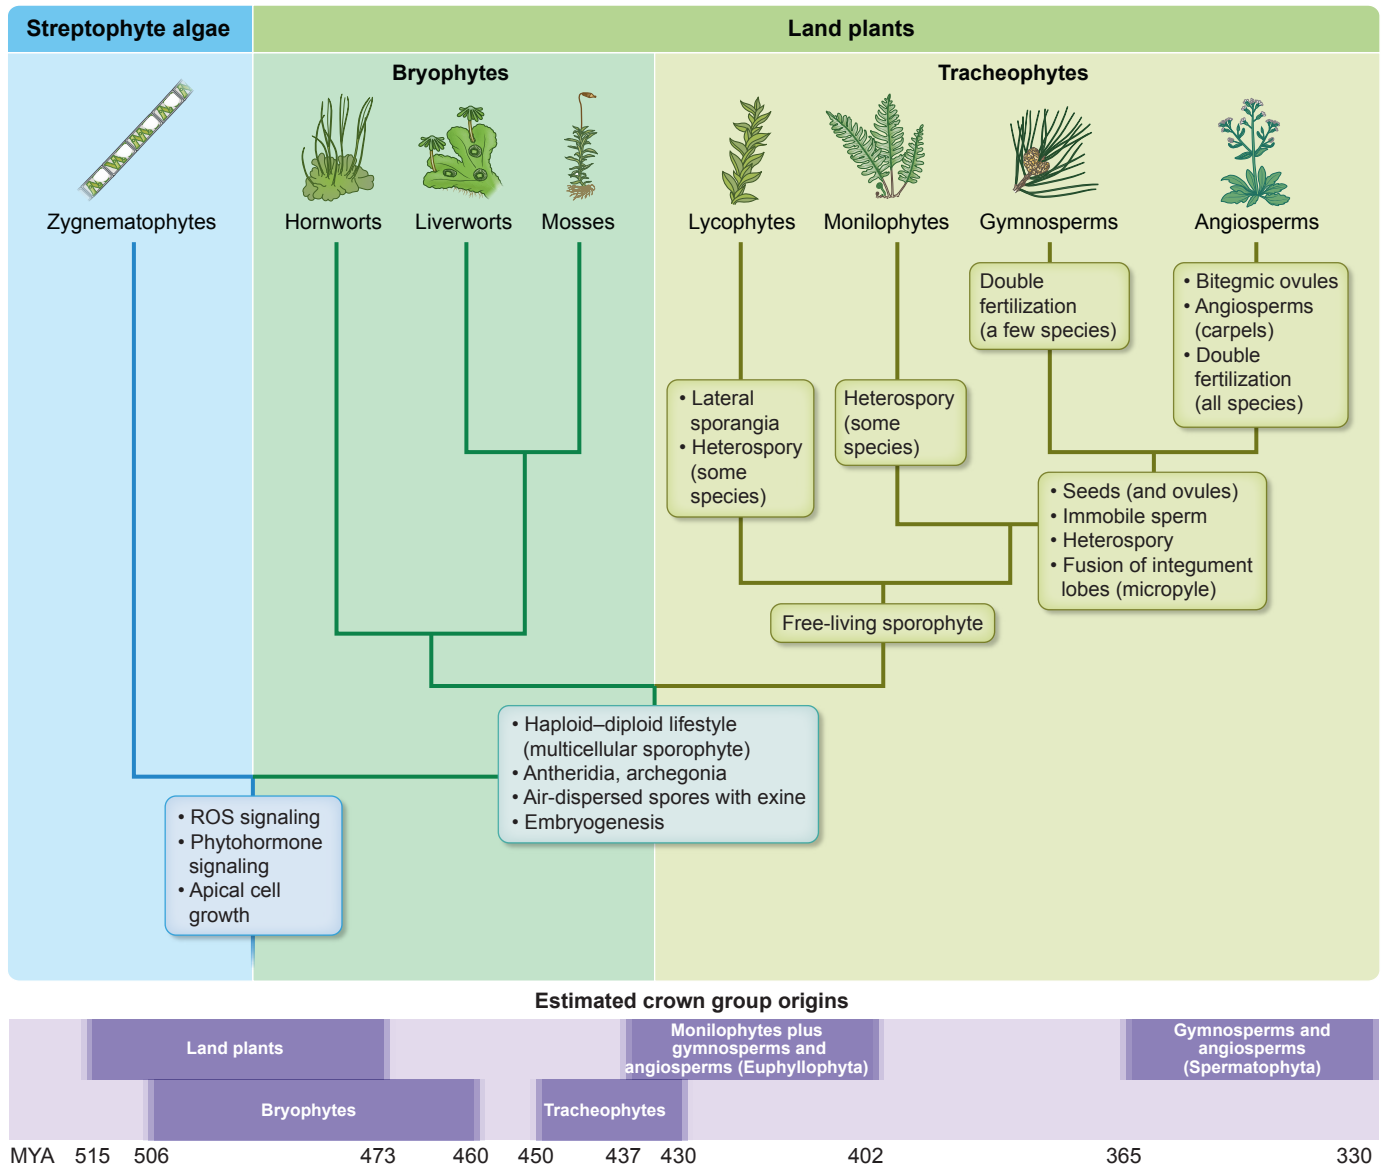 Streptophyte algae
Land plants
Bryophytes
Tracheophytes
Zygnematophytes
Hornworts
Liverworts
Mosses
Lycophytes
Monilophytes
Gymnosperms
Angiosperms
Double
fertilization
(a few species)
• Bitegmic ovules
• Angiosperms
(carpels)
• Double
fertilization
(all species)
• Lateral
sporangia
• Heterospory
(some
species)
Heterospory
(some
species)
• Seeds (and ovules)
• Immobile sperm
• Heterospory
• Fusion of integument
lobes (micropyle)
Free-living sporophyte
• Haploid–diploid lifestyle
(multicellular sporophyte)
• Antheridia, archegonia
• Air-dispersed spores with exine
• Embryogenesis
• ROS signaling
• Phytohormone
signaling
• Apical cell
growth
Estimated crown group origins
Land plants
Monilophytes plus
gymnosperms and
angiosperms (Euphyllophyta)
Gymnosperms and
angiosperms
(Spermatophyta)
Bryophytes
Tracheophytes
MYA 515 506 473 460 450 437 430 402 365 330